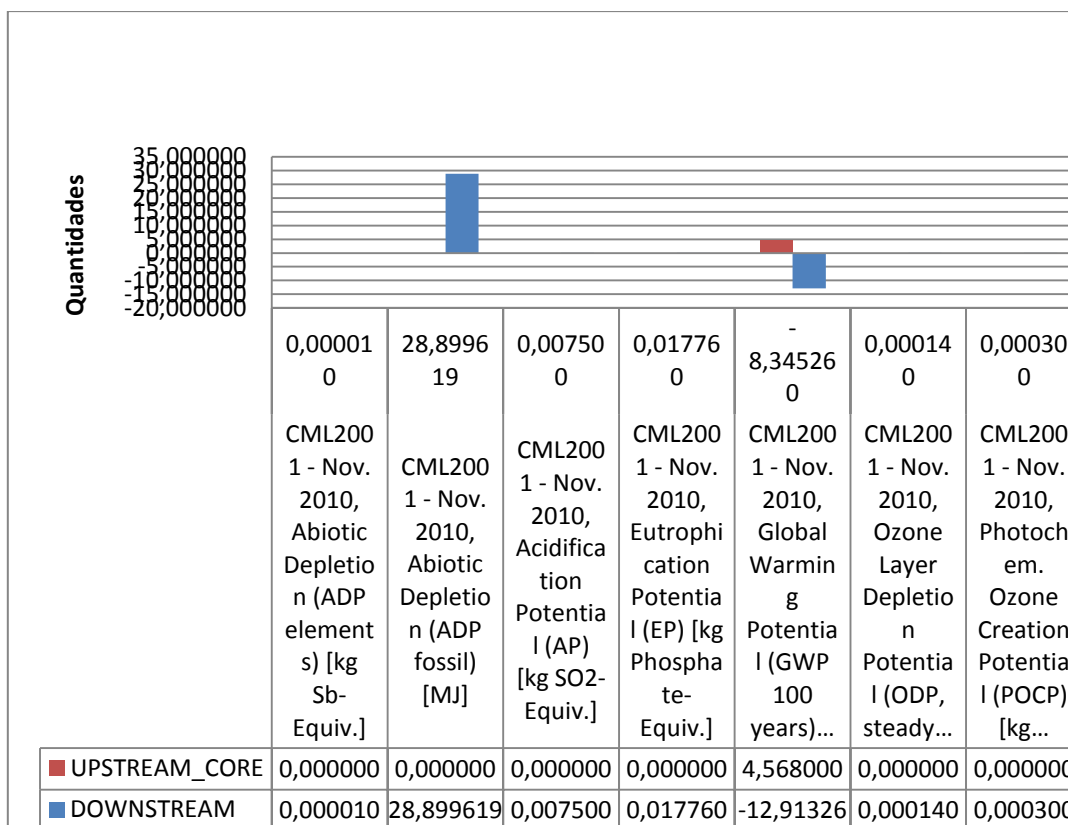 Quantidades
35,000000
30,000000
25,000000
20,000000
15,000000
10,000000
5,000000
0,000000
-5,000000
-10,000000
-15,000000
-20,000000
0,00001
0
28,8996
19
0,00750
0
0,01776
0
-
8,34526
0
0,00014
0
0,00030
0
CML200
1 - Nov.
2010,
Abiotic
Depletio
n (ADP
element
s) [kg
Sb-
Equiv.]
CML200
1 - Nov.
2010,
Abiotic
Depletio
n (ADP
fossil)
[MJ]
CML200
1 - Nov.
2010,
Acidifica
tion
Potentia
l (AP)
[kg SO2-
Equiv.]
CML200
1 - Nov.
2010,
Eutrophi
cation
Potentia
l (EP) [kg
Phospha
te-
Equiv.]
CML200
1 - Nov.
2010,
Global
Warmin
g
Potentia
l (GWP
100
years)...
CML200
1 - Nov.
2010,
Ozone
Layer
Depletio
n
Potentia
l (ODP,
steady...
CML200
1 - Nov.
2010,
Photoch
em.
Ozone
Creation
Potentia
l (POCP)
[kg...
UPSTREAM_CORE 0,000000 0,000000 0,000000 0,000000 4,568000 0,000000 0,000000
DOWNSTREAM 0,000010 28,899619 0,007500 0,017760 -12,91326 0,000140 0,000300